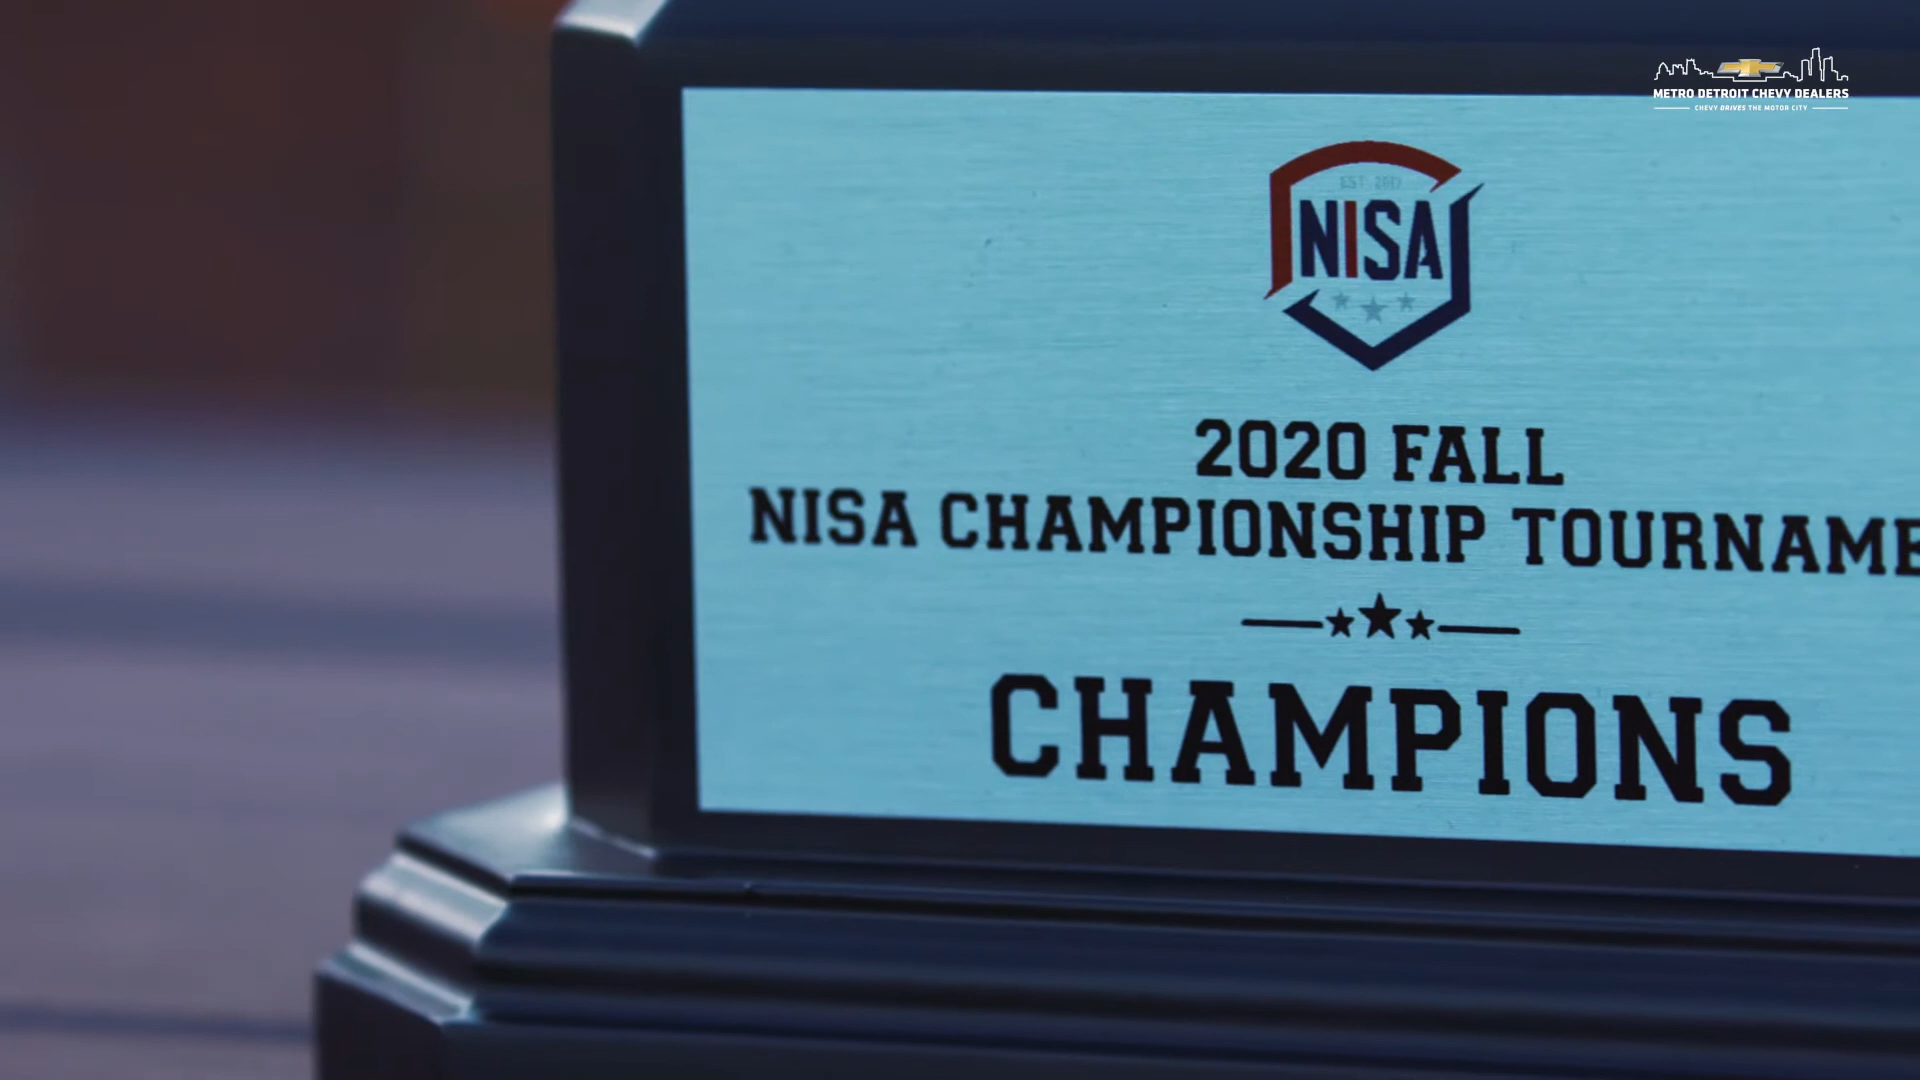 METRO DETROIT CHEVY DEALERS
CHEVY DRIVES THE MOTOR CITY
EST 2017
NISA
2020 FALL
NISA CHAMPIONSHIP TOURNAME
CHAMPIONS